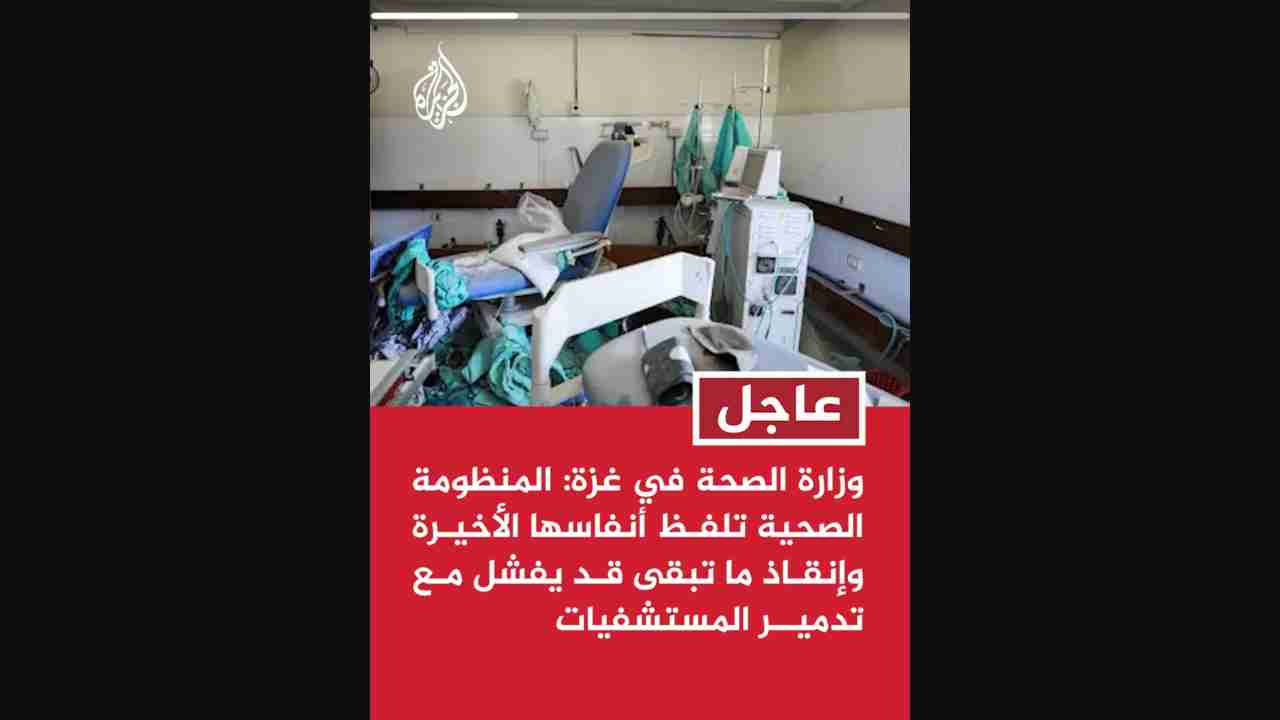 الجزيرة
عاجل
وزارة الصحة في غزة: المنظومة
الصحية تلفظ أنفاسها الأخيرة
وإنقاذ ما تبقى قد يفشل مع
تدمير المستشفيات